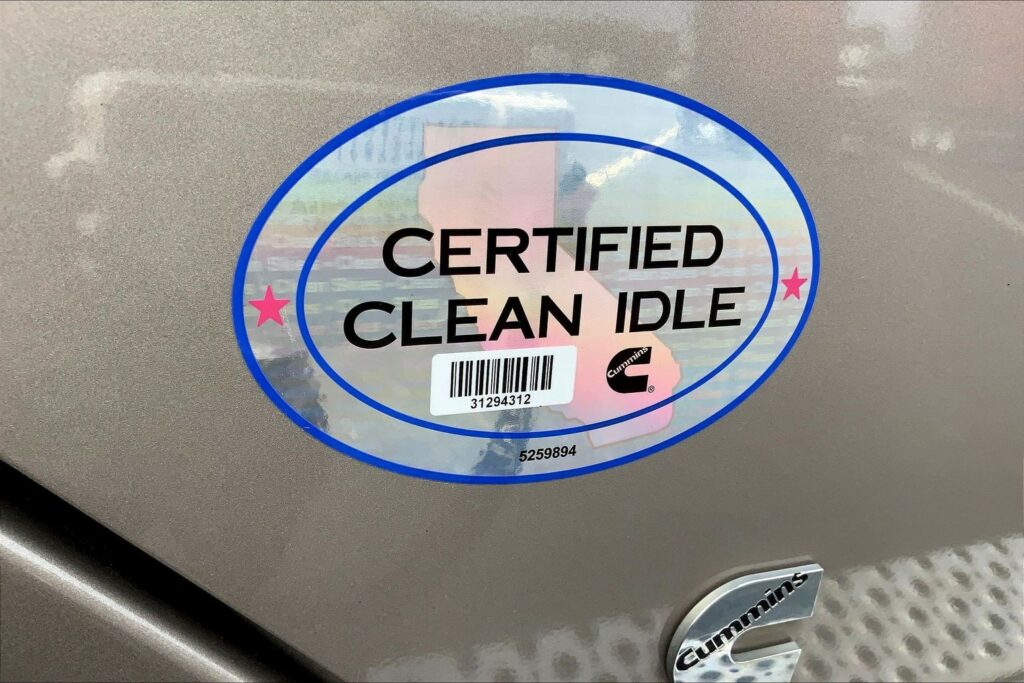 CERTIFIED
CLEAN IDLE
31294312
Cummins
®
5259894
Cummins